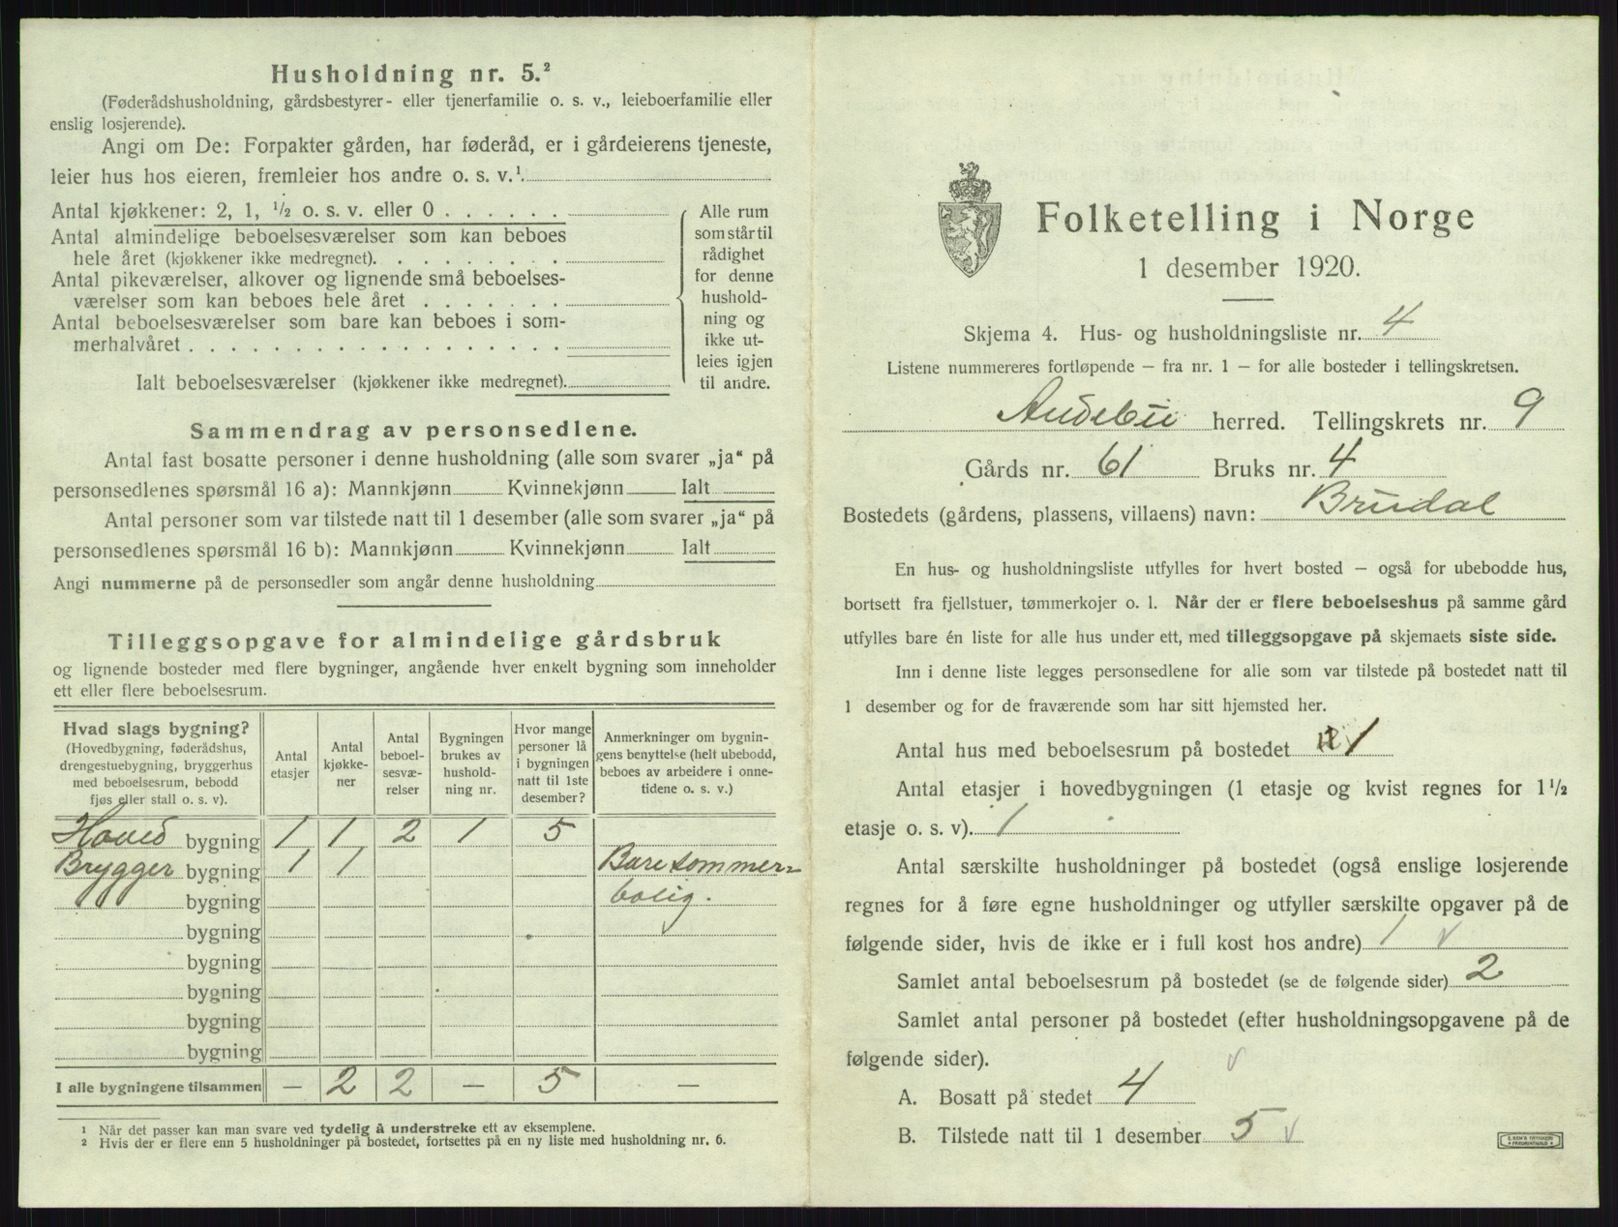 Husholdning nr. 5.²
(Føderådshusholdning, gårdsbestyrer- eller tjenerfamilie o. s. v., leieboerfamilie eller
enslig losjerende).
Angi om De: Forpakter gården, har føderåd, er i gårdeierens tjeneste,
leier hus hos eieren, fremleier hos andre o. s. v.¹
Antal kjøkkener: 2, 1, ½ o. s. v. eller 0 . . . . . .
Antal almindelige beboelsesværelser som kan beboes
hele året (kjøkkener ikke medregnet). . . . . . . .
Antal pikeværelser, alkover og lignende små beboelses-
værelser som kan beboes hele året . . . . . . .
Antal beboelsesværelser som bare kan beboes i som-
merhalvåret . . . . . . . . . . . . . . . . . .
Ialt beboelsesværelser (kjøkkener ikke medregnet).
Alle rum
som står til
rådighet
for denne
hushold-
ning og
ikke ut-
leies igjen
til andre.
Sammendrag av personsedlene.
Antal fast bosatte personer i denne husholdning (alle som svarer „ja“ på
personsedlenes spørsmål 16 a): Mannkjønn Kvinnekjønn Ialt
Antal personer som var tilstede natt til 1 desember (alle som svarer „ja“ på
personsedlenes spørsmål 16 b): Mannkjønn Kvinnekjønn Ialt
Angi nummerne på de personsedler som angår denne husholdning
Tilleggsopgave for almindelige gårdsbruk
og lignende bosteder med flere bygninger, angående hver enkelt bygning som inneholder
ett eller flere beboelsesrum.
Hvad slags bygning?
(Hovedbygning, føderådshus,
drengestuebygning, bryggerhus
med beboelsesrum, bebodd
fjøs eller stall o. s. v).
Antal
etasjer
Antal
kjøkke-
ner
Antal
beboel-
sesvæ-
relser
Bygningen
brukes av
hushold-
ning nr.
Hvor mange
personer lå
i bygningen
natt til 1ste
desember?
Anmerkninger om bygnin-
gens benyttelse (helt ubebodd,
beboes av arbeidere i onne-
tidene o. s. v.)
Hoved bygning 1 1 2 1 5
Brygger bygning 1 1 Bare sommer-
bygning bolig.
bygning
bygning
bygning
bygning
bygning
I alle bygningene tilsammen — 2 2 — 5 —
¹ Når det passer kan man svare ved tydelig å understreke ett av eksemplene.
² Hvis der er flere enn 5 husholdninger på bostedet, fortsettes på en ny liste med husholdning nr. 6.
Folketelling i Norge
1 desember 1920.
Skjema 4. Hus- og husholdningsliste nr. 4
Listene nummereres fortløpende — fra nr. 1 — for alle bosteder i tellingskretsen.
Andebu herred. Tellingskrets nr. 9
Gårds nr. 61 Bruks nr. 4
Bostedets (gårdens, plassens, villaens) navn: Brudal
En hus- og husholdningsliste utfylles for hvert bosted — også for ubebodde hus,
bortsett fra fjellstuer, tømmerkojer o. l. Når der er flere beboelseshus på samme gård
utfylles bare én liste for alle hus under ett, med tilleggsopgave på skjemaets siste side.
Inn i denne liste legges personsedlene for alle som var tilstede på bostedet natt til
1 desember og for de fraværende som har sitt hjemsted her.
Antal hus med beboelsesrum på bostedet 1
Antal etasjer i hovedbygningen (1 etasje og kvist regnes for 1½
etasje o. s. v). 1
Antal særskilte husholdninger på bostedet (også enslige losjerende
regnes for å føre egne husholdninger og utfyller særskilte opgaver på de
følgende sider, hvis de ikke er i full kost hos andre) 1
Samlet antal beboelsesrum på bostedet (se de følgende sider) 2
Samlet antal personer på bostedet (efter husholdningsopgavene på de
følgende sider).
A. Bosatt på stedet 4
B. Tilstede natt til 1 desember 5